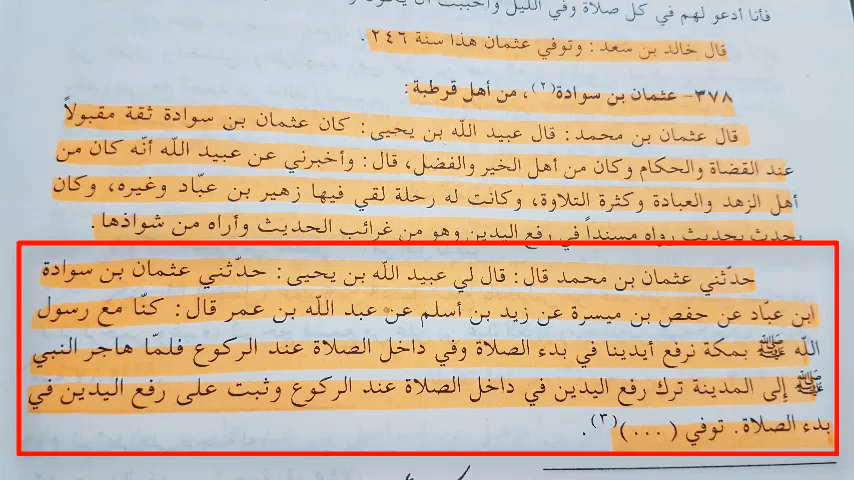 فأنا أدعو لهم في كل صلاة وفي الليل وأحببت أن
قال خالد بن سعد: وتوفي عثمان هذا سنة ٢٤٦.
٣٧٨- عثمان بن سوادة(٢)، من أهل قرطبة:
قال عثمان بن محمد: قال عبيد الله بن يحيى: كان عثمان بن سوادة ثقة مقبولاً
عند القضاة والحكام وكان من أهل الخير والفضل، قال: وأخبرني عن عبيد الله أنّه كان من
أهل الزهد والعبادة وكثرة التلاوة، وكانت له رحلة لقي فيها زهير بن عبّاد وغيره، وكان
يحدث بحديث رواه مسنداً في رفع اليدين وهو من غرائب الحديث وأراه من شواذها.
حدّثني عثمان بن محمد قال: قال لي عبيد الله بن يحيى: حدّثني عثمان بن سوادة
ابن عبّاد عن حفص بن ميسرة عن زيد بن أسلم عن عبد الله بن عمر قال: كنّا مع رسول
الله ﷺ بمكة نرفع أيدينا في بدء الصلاة وفي داخل الصلاة عند الركوع فلمّا هاجر النبي
ﷺ إلى المدينة ترك رفع اليدين في داخل الصلاة عند الركوع وثبت على رفع اليدين في
بدء الصلاة. توفي (...)(٣).